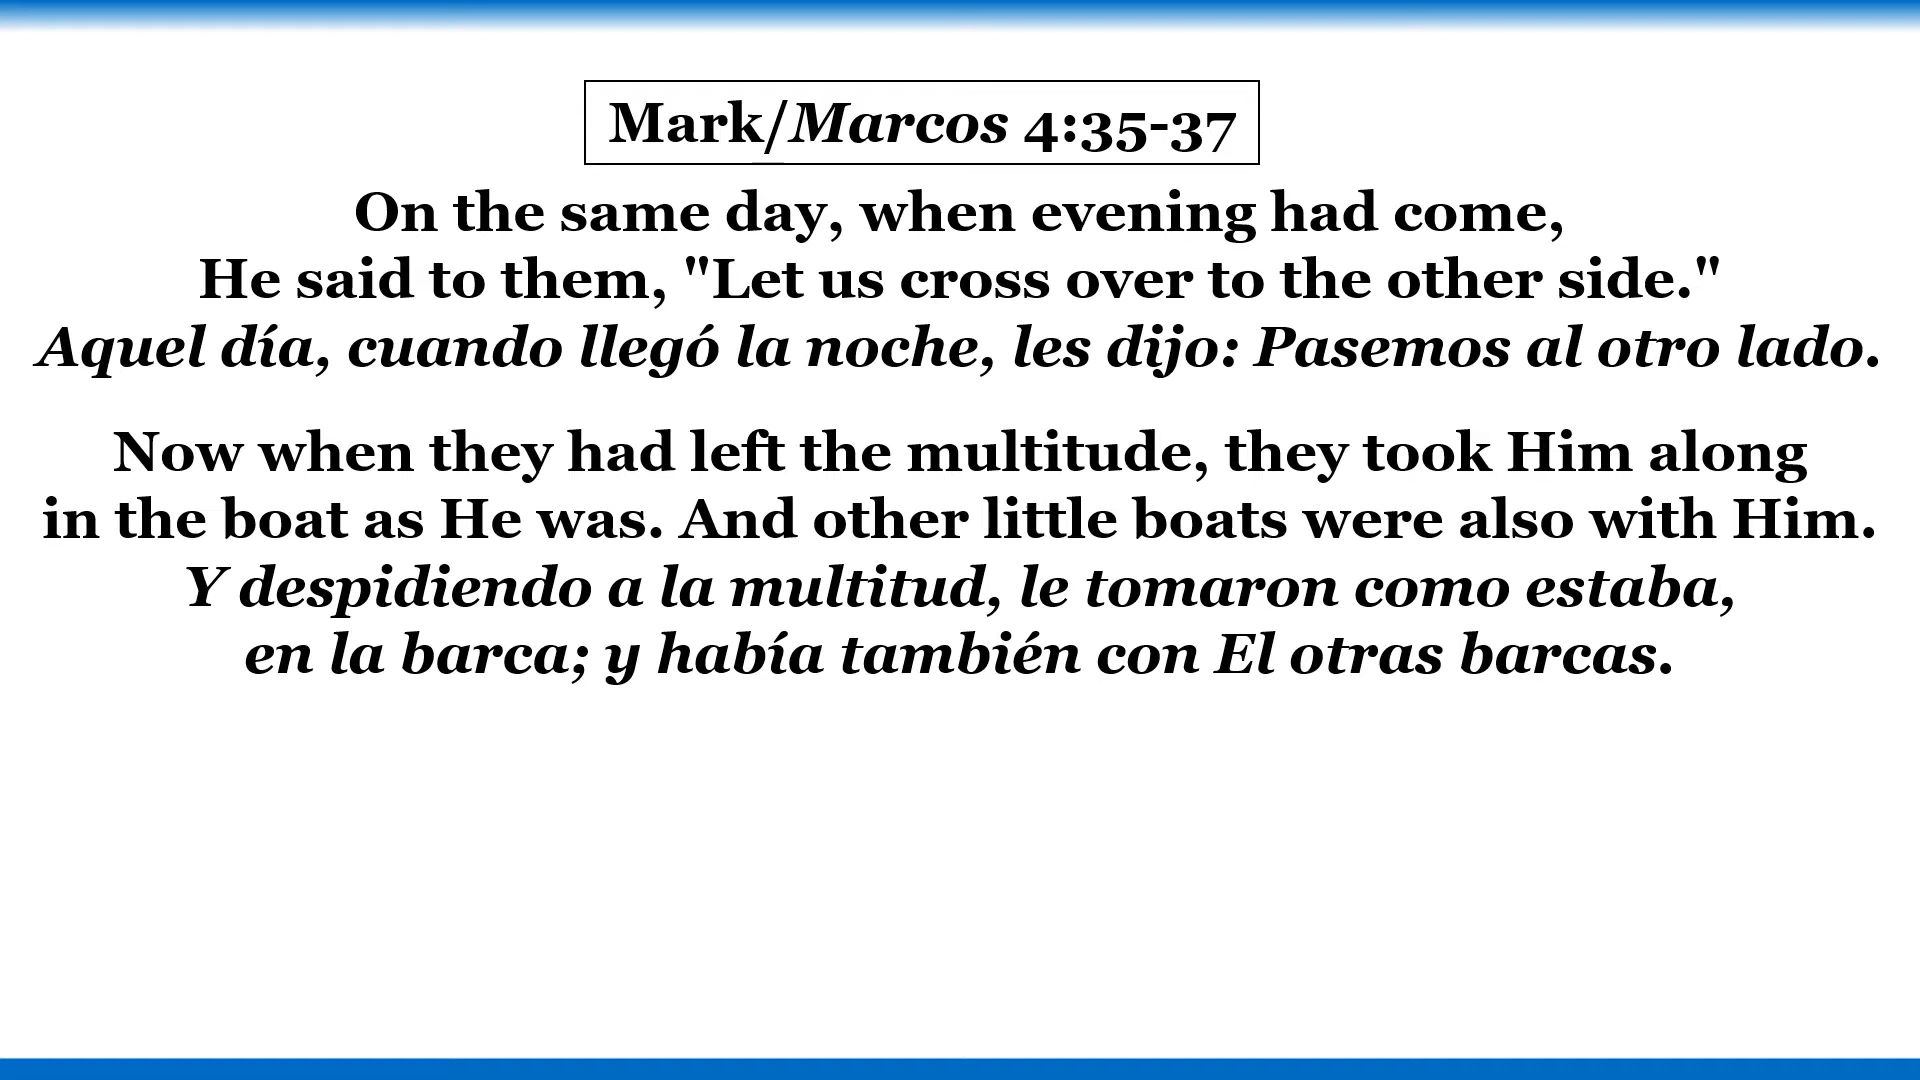 Mark/Marcos 4:35-37
On the same day, when evening had come,
He said to them, "Let us cross over to the other side."
Aquel día, cuando llegó la noche, les dijo: Pasemos al otro lado.
Now when they had left the multitude, they took Him along
in the boat as He was. And other little boats were also with Him.
Y despidiendo a la multitud, le tomaron como estaba,
en la barca; y había también con El otras barcas.